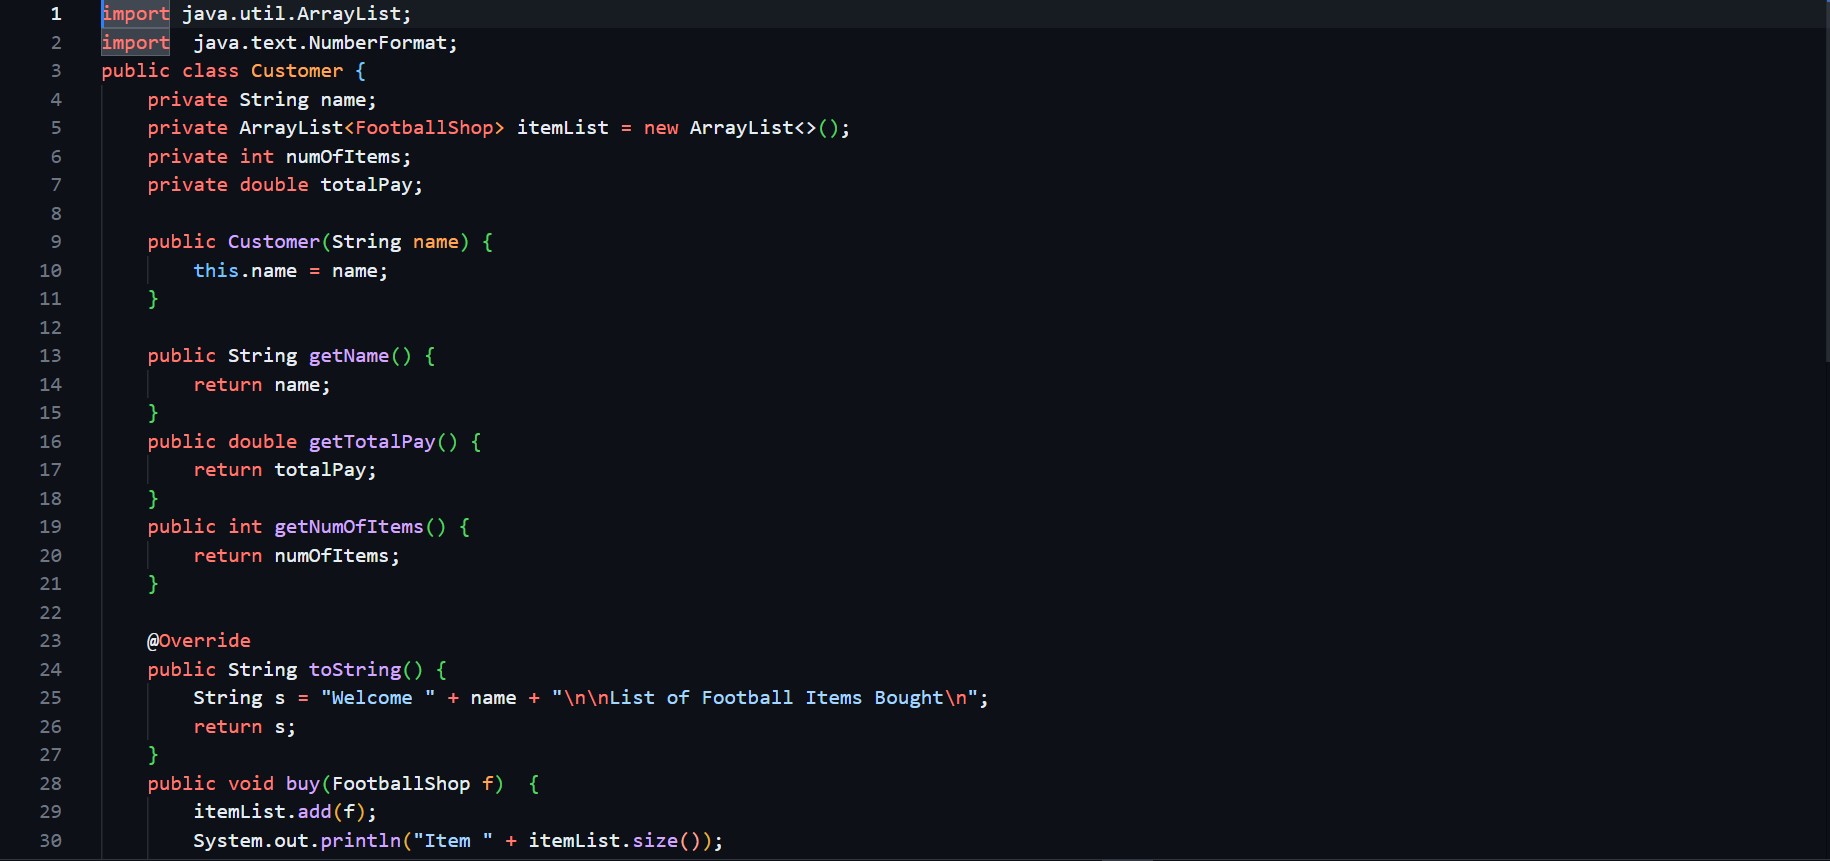 1 import java.util.ArrayList;
2 import  java.text.NumberFormat;
3 public class Customer {
4     private String name;
5     private ArrayList<FootballShop> itemList = new ArrayList<>();
6     private int numOfItems;
7     private double totalPay;
8
9     public Customer(String name) {
10         this.name = name;
11     }
12
13     public String getName() {
14         return name;
15     }
16     public double getTotalPay() {
17         return totalPay;
18     }
19     public int getNumOfItems() {
20         return numOfItems;
21     }
22
23     @Override
24     public String toString() {
25         String s = "Welcome " + name + "\n\nList of Football Items Bought\n";
26         return s;
27     }
28     public void buy(FootballShop f)  {
29         itemList.add(f);
30         System.out.println("Item " + itemList.size());